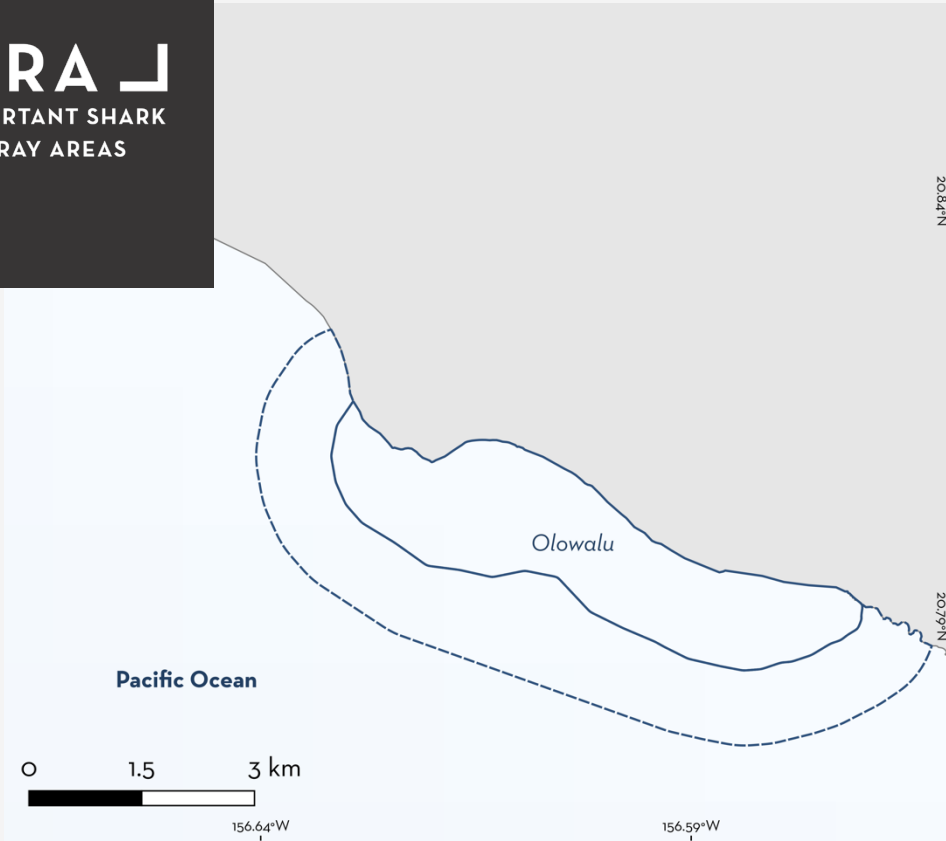 RA
RTANT SHARK
RAY AREAS
20.84°N
Olowalu
20.79°N
Pacific Ocean
0 1.5 3 km
156.64°W 156.59°W